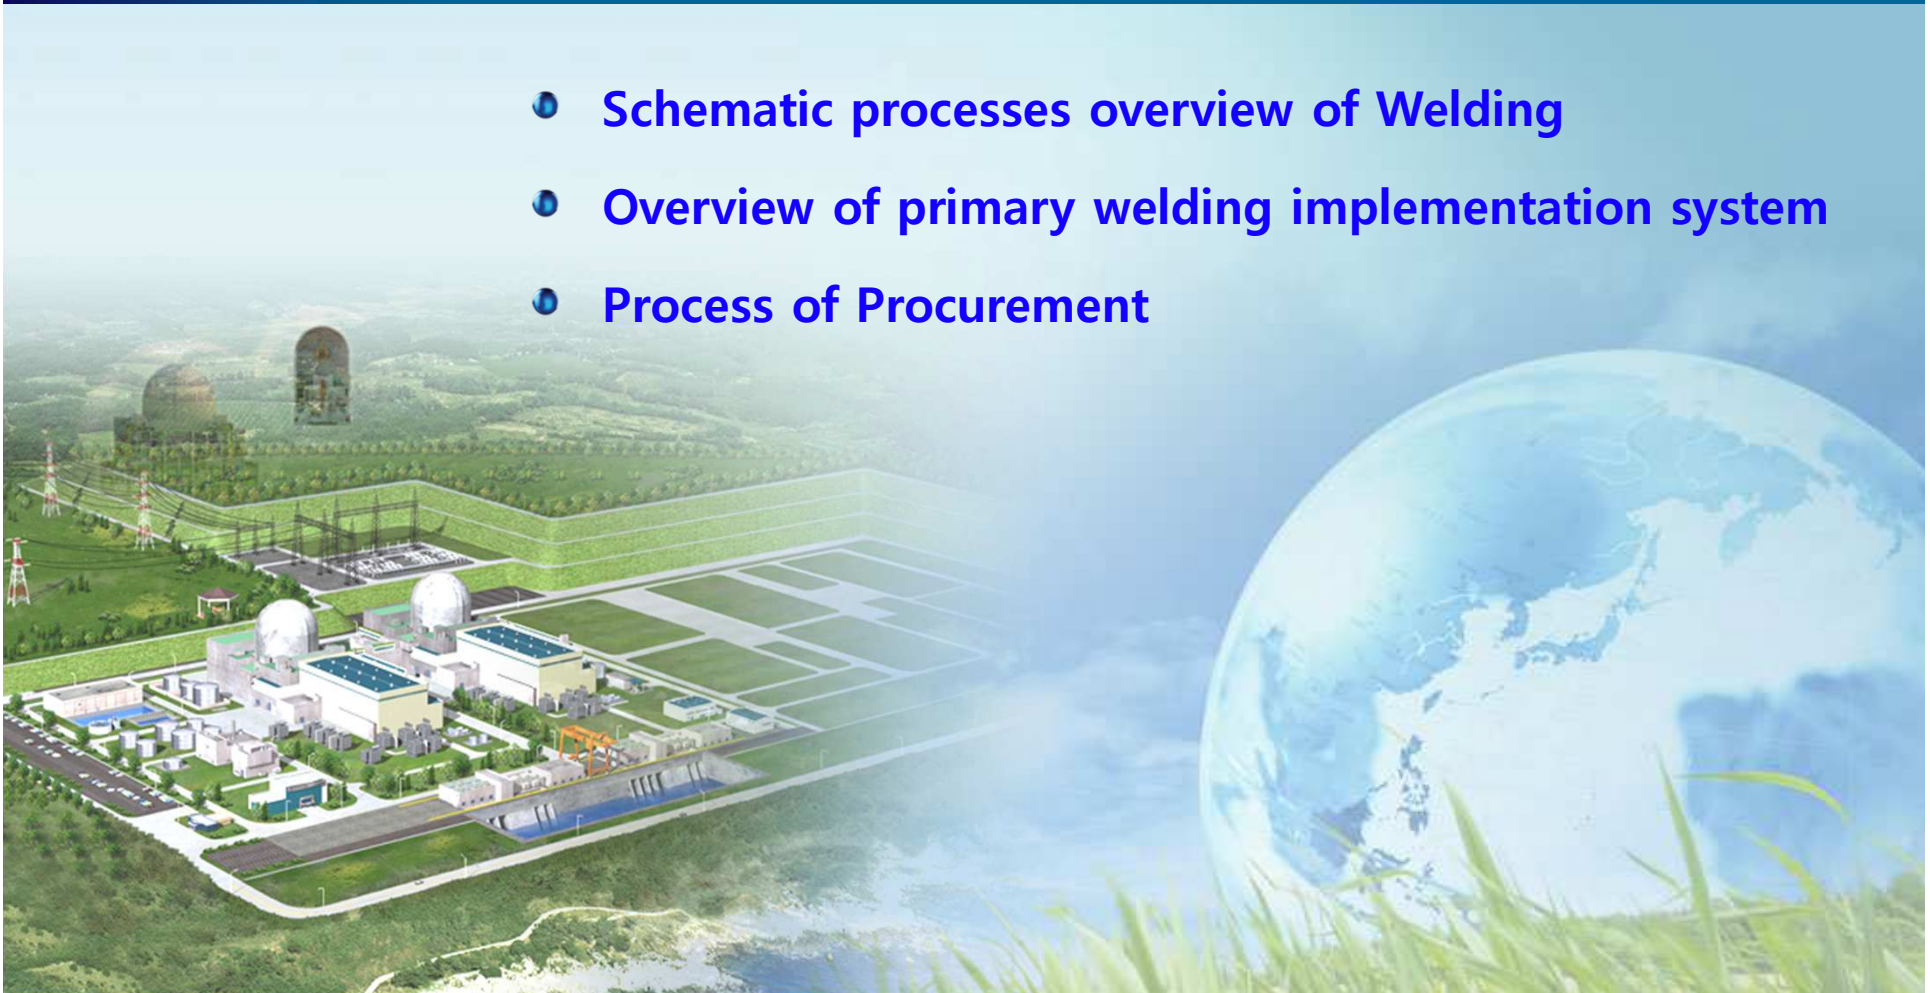 Schematic processes overview of Welding
Overview of primary welding implementation system
Process of Procurement